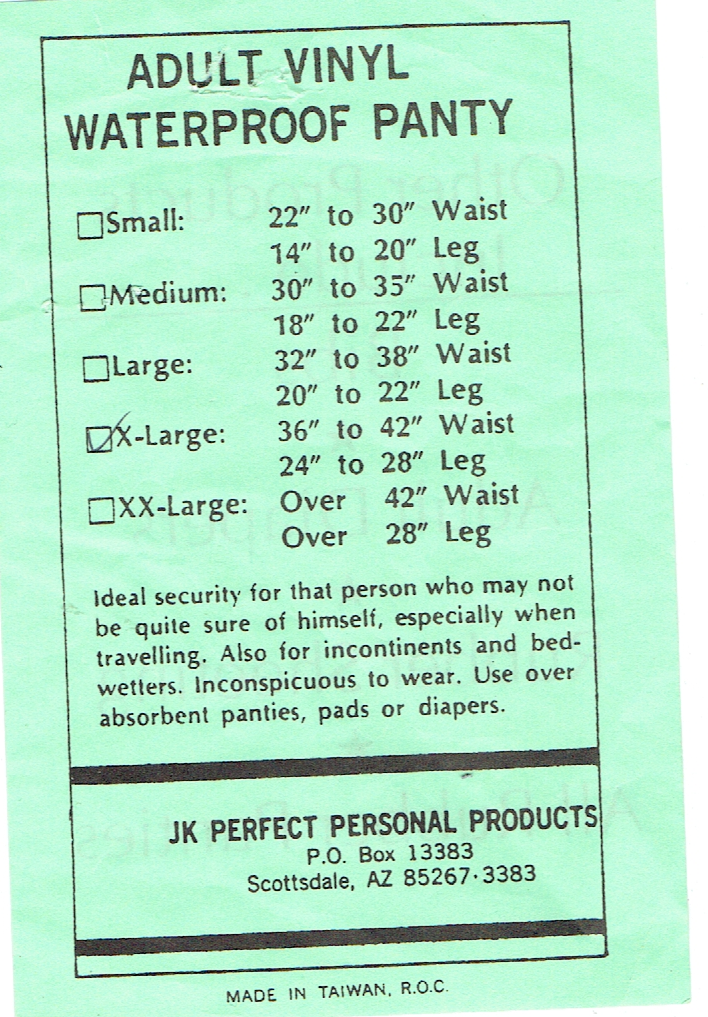 ADULT VINYL
WATERPROOF PANTY
Small: 22" to 30" Waist
14" to 20" Leg
Medium: 30" to 35" Waist
18" to 22" Leg
Large: 32" to 38" Waist
20" to 22" Leg
X-Large: 36" to 42" Waist
24" to 28" Leg
XX-Large: Over 42" Waist
Over 28" Leg
Ideal security for that person who may not
be quite sure of himself, especially when
travelling. Also for incontinents and bed-
wetters. Inconspicuous to wear. Use over
absorbent panties, pads or diapers.
JK PERFECT PERSONAL PRODUCTS
P.O. Box 13383
Scottsdale, AZ 85267·3383
MADE IN TAIWAN, R.O.C.